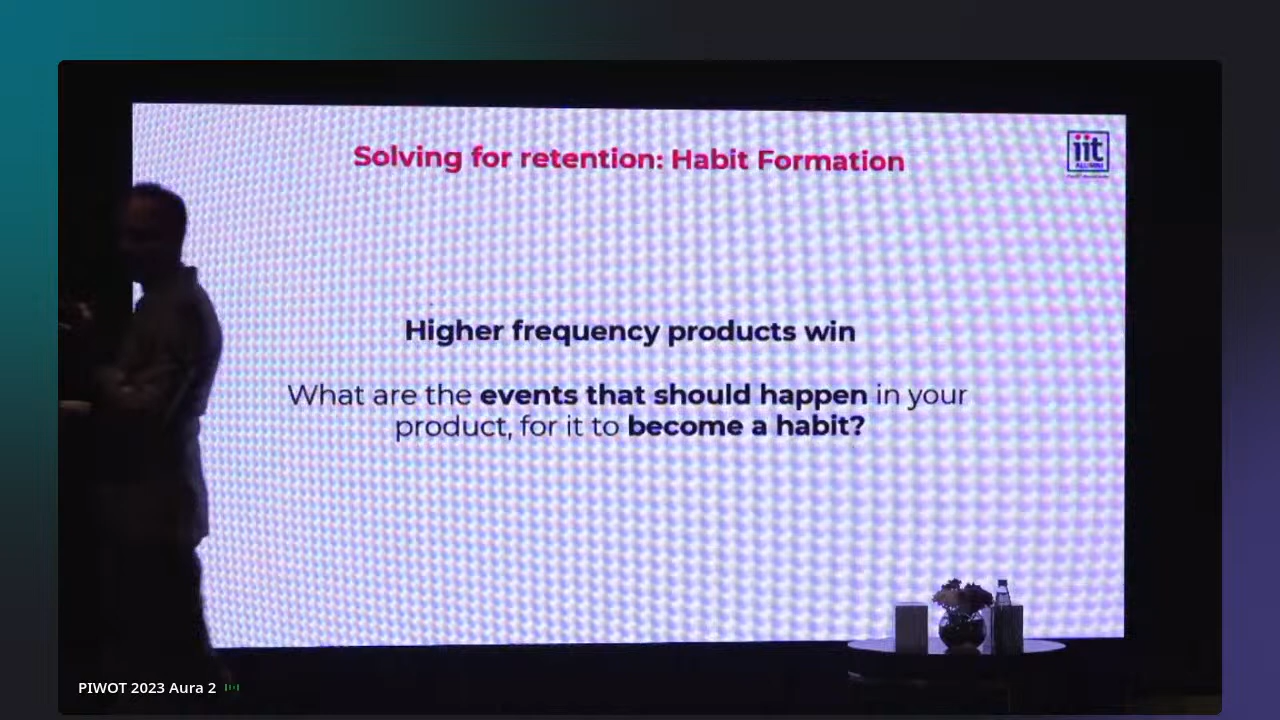 Solving for retention: Habit Formation
iit
ALUMNI
Higher frequency products win
What are the events that should happen in your
product, for it to become a habit?
PIWOT 2023 Aura 2